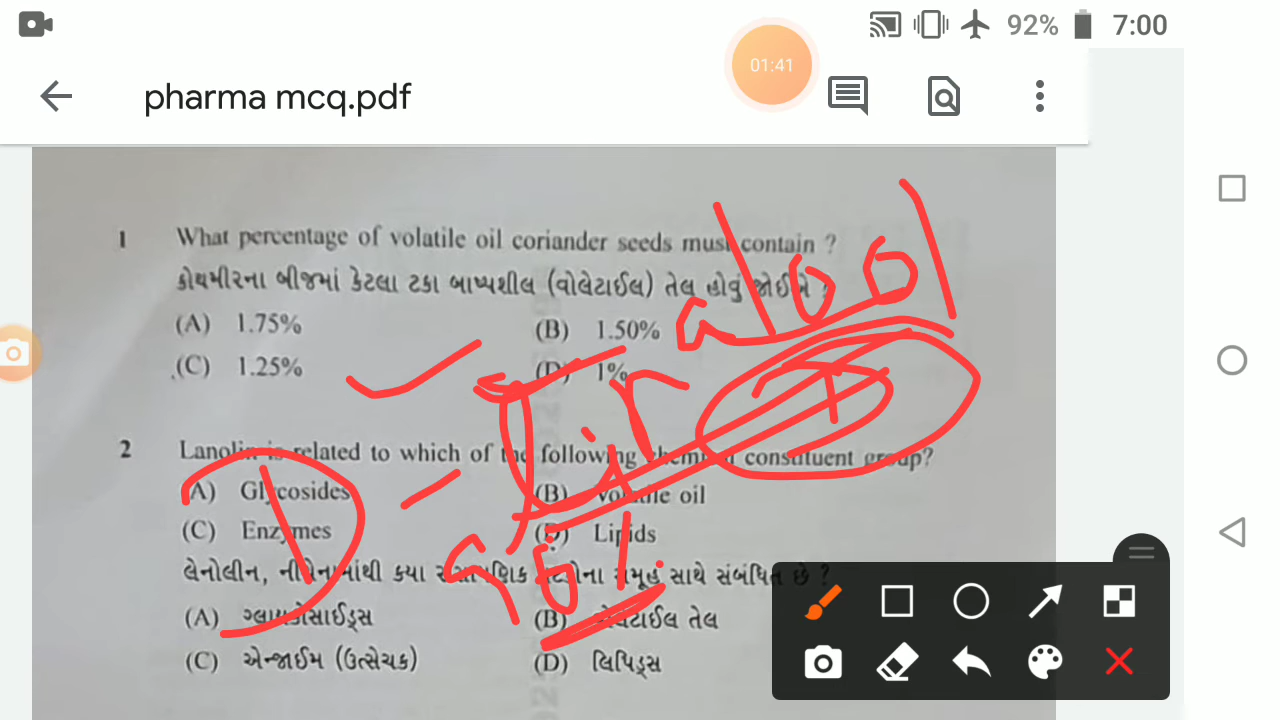 92% 7:00
01:41
pharma mcq.pdf
1 What percentage of volatile oil coriander seeds must contain ?
કોથમીરના બીજમાં કેટલા ટકા બાષ્પશીલ (વોલેટાઈલ) તેલ હોવું જોઈએ ?
(A) 1.75% (B) 1.50%
(C) 1.25% (D) 1%
2 Lanolin is related to which of the following chemical constituent group?
(A) Glycosides (B) Volatile oil
(C) Enzymes (D) Lipids
લેનોલીન, નીચેનામાંથી કયા રાસાયણિક ઘટકોના સમૂહ સાથે સંબંધિત છે ?
(A) ગ્લાયકોસાઈડ્સ (B) વોલેટાઈલ તેલ
(C) એન્જાઈમ (ઉત્સેચક) (D) લિપિડ્સ